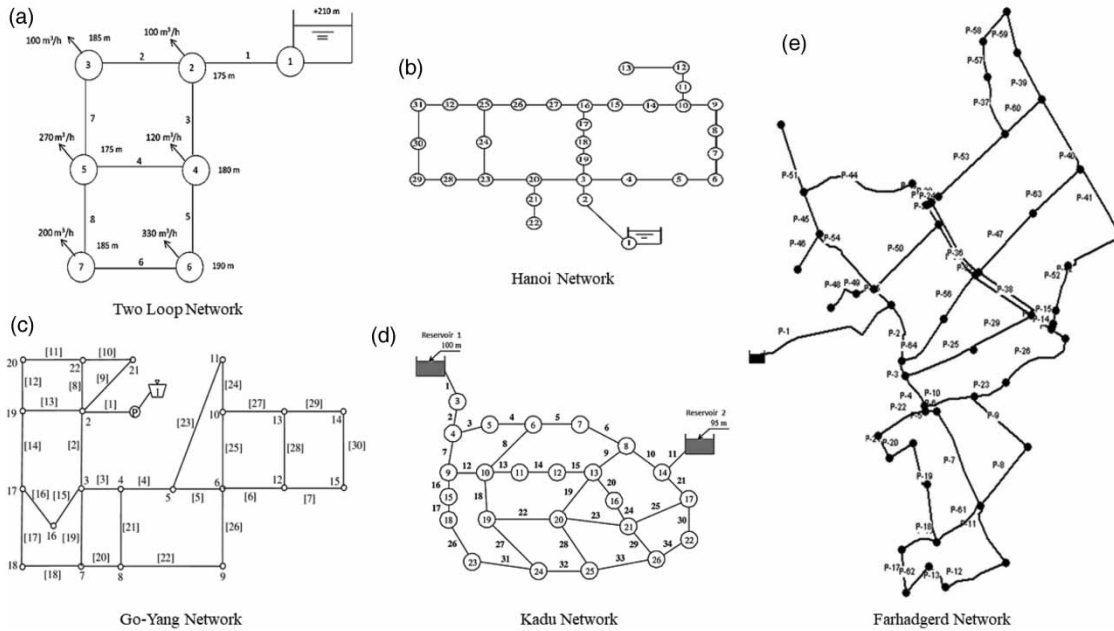 (a)
+210 m
100 m³/h
185 m
100 m³/h
3
2
2
1
1
175 m
7
3
270 m³/h
175 m
120 m³/h
5
4
4
180 m
8
5
200 m³/h
185 m
330 m³/h
7
6
6
190 m
Two Loop Network
(b)
13
12
11
31
32
25
26
27
16
15
14
10
9
17
8
30
24
18
7
19
29
28
23
20
3
4
5
6
21
2
22
1
Hanoi Network
(c)
[11]
[10]
20
22
21
11
[12]
[8]
[9]
[24]
19
[13]
2
[1]
P
10
[27]
13
[29]
14
[23]
[14]
[2]
[25]
[28]
[30]
17
3
[3]
4
[4]
5
[5]
6
[6]
12
[7]
15
[16]
[15]
[17]
16
[19]
[21]
[26]
18
[18]
7
[20]
8
[22]
9
Go-Yang Network
(d)
Reservoir 1
100 m
1
3
2
Reservoir 2
95 m
4
3
5
4
6
5
7
6
8
7
8
9
10
11
14
9
12
10
13
11
14
12
15
13
16
15
18
19
20
16
21
17
17
18
19
22
20
23
24
21
25
30
22
26
27
28
29
34
23
31
24
32
25
33
26
Kadu Network
(e)
P-58
P-59
P-57
P-39
P-37
P-60
P-53
P-40
P-51
P-44
P-63
P-41
P-45
P-54
P-46
P-50
P-36
P-47
P-52
P-48
P-49
P-38
P-1
P-56
P-15
P-14
P-2
P-29
P-64
P-25
P-26
P-3
P-4
P-10
P-23
P-22
P-9
P-20
P-7
P-19
P-8
P-61
P-11
P-18
P-17
P-62
P-13
P-12
Farhadgerd Network